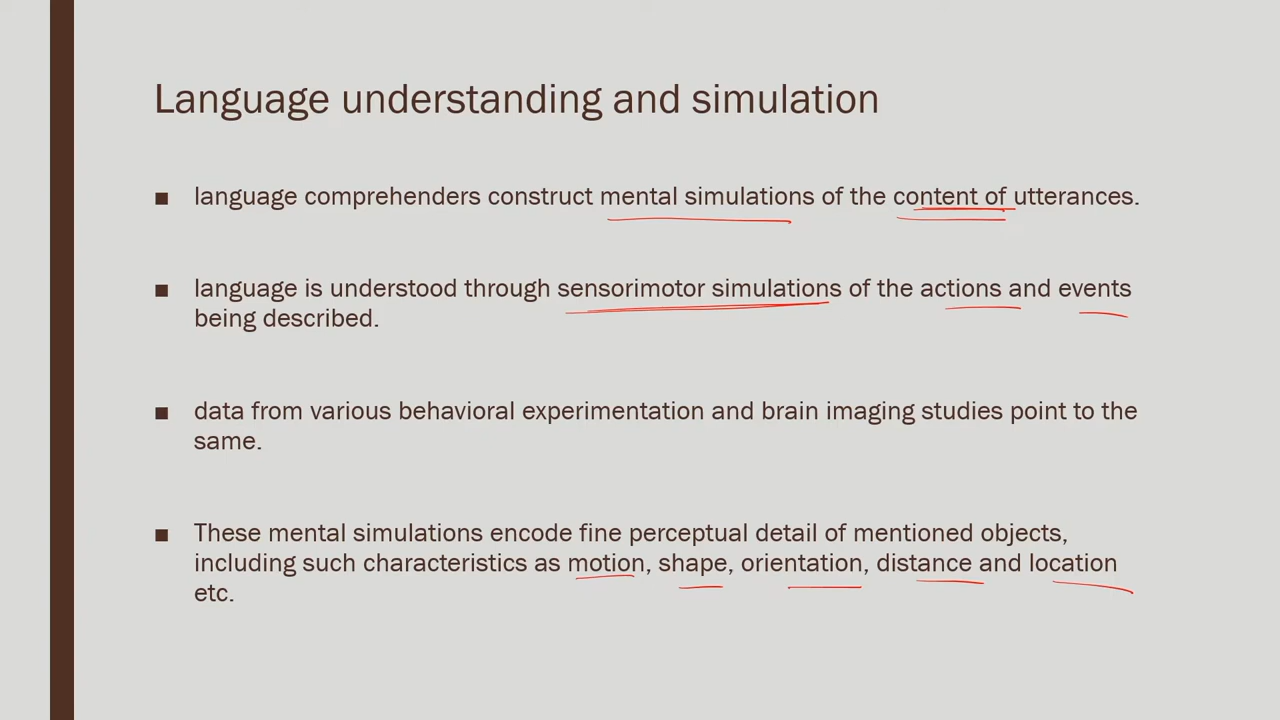 Language understanding and simulation
■ language comprehenders construct mental simulations of the content of utterances.
■ language is understood through sensorimotor simulations of the actions and events
being described.
■ data from various behavioral experimentation and brain imaging studies point to the
same.
■ These mental simulations encode fine perceptual detail of mentioned objects,
including such characteristics as motion, shape, orientation, distance and location
etc.